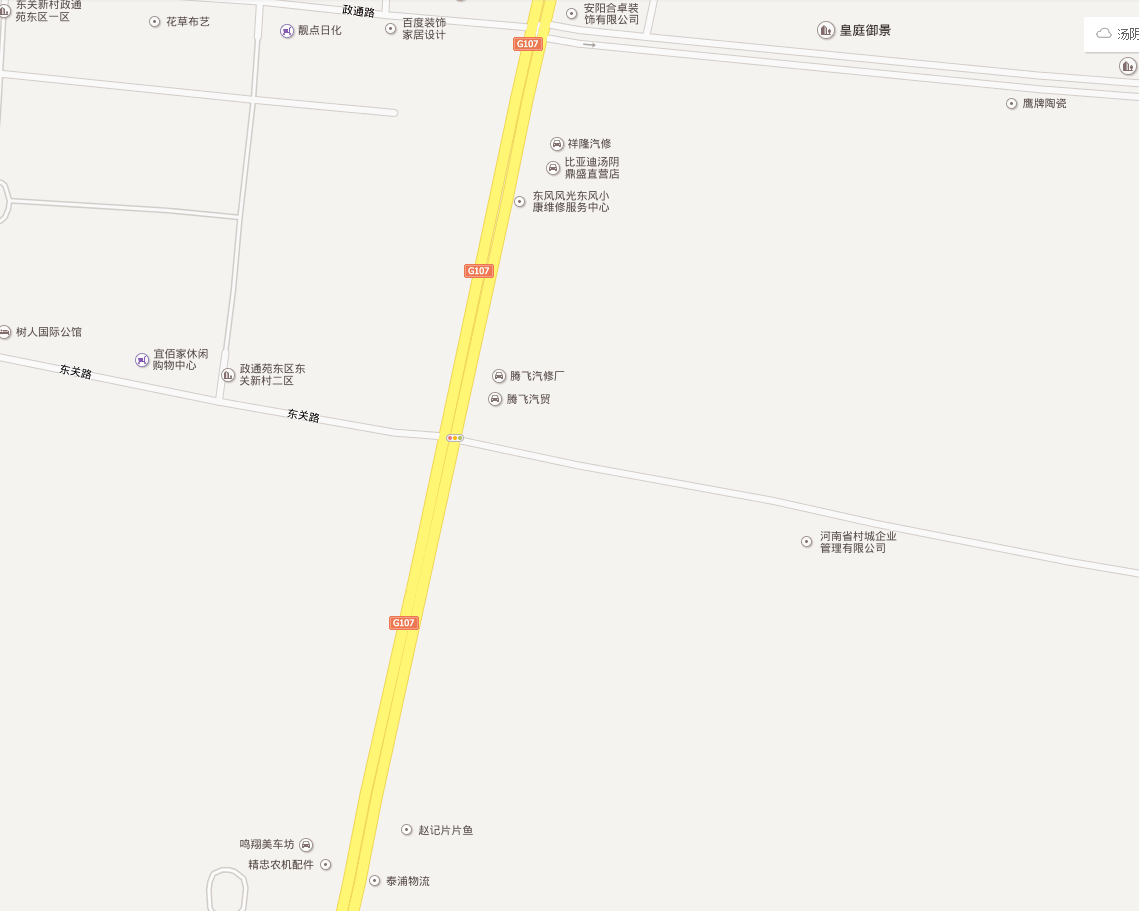 东关新村政通
苑东区一区
花草布艺
靓点日化
政通路
百度装饰
家居设计
安阳合卓装
饰有限公司
G107
皇庭御景
汤阴
鹰牌陶瓷
祥隆汽修
比亚迪汤阴
鼎盛直营店
东风风光东风小
康维修服务中心
G107
树人国际公馆
宜佰家休闲
购物中心
东关路
政通苑东区东
关新村二区
腾飞汽修厂
腾飞汽贸
东关路
河南省村城企业
管理有限公司
G107
赵记片片鱼
鸣翔美车坊
精忠农机配件
泰浦物流